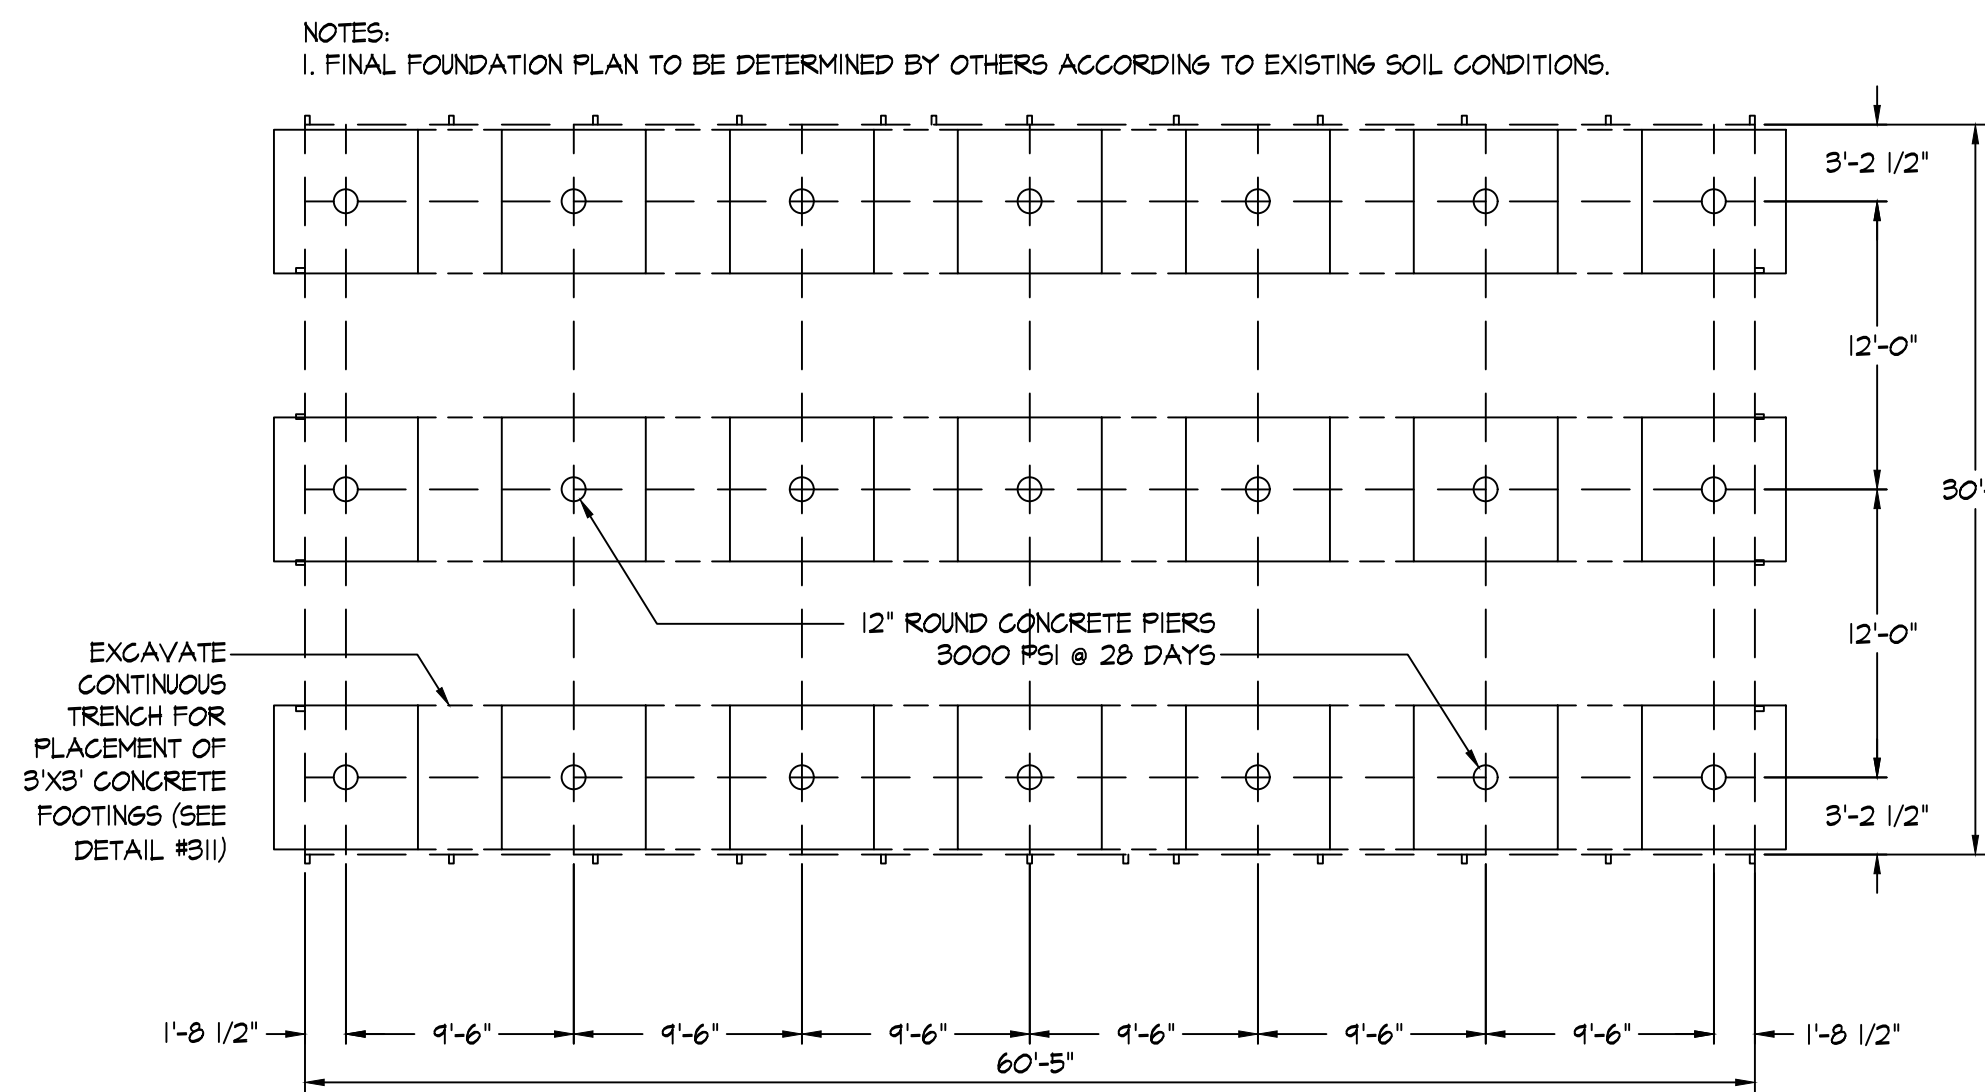 NOTES:
1. FINAL FOUNDATION PLAN TO BE DETERMINED BY OTHERS ACCORDING TO EXISTING SOIL CONDITIONS.
3'-2 1/2"
12'-0"
30'-
12'-0"
3'-2 1/2"
12" ROUND CONCRETE PIERS
3000 PSI @ 28 DAYS
EXCAVATE
CONTINUOUS
TRENCH FOR
PLACEMENT OF
3'X3' CONCRETE
FOOTINGS (SEE
DETAIL #311)
1'-8 1/2" 9'-6" 9'-6" 9'-6" 9'-6" 9'-6" 9'-6" 1'-8 1/2"
60'-5"